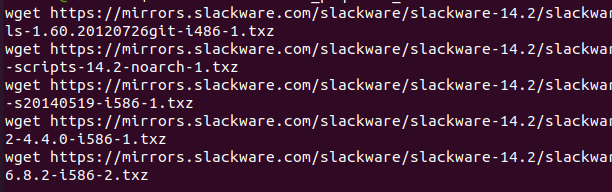 wget https://mirrors.slackware.com/slackware/slackware-14.2/slackwar
ls-1.60.20120726git-i486-1.txz
wget https://mirrors.slackware.com/slackware/slackware-14.2/slackwar
-scripts-14.2-noarch-1.txz
wget https://mirrors.slackware.com/slackware/slackware-14.2/slackwar
-s20140519-i586-1.txz
wget https://mirrors.slackware.com/slackware/slackware-14.2/slackwar
2-4.4.0-i586-1.txz
wget https://mirrors.slackware.com/slackware/slackware-14.2/slackwar
6.8.2-i586-2.txz